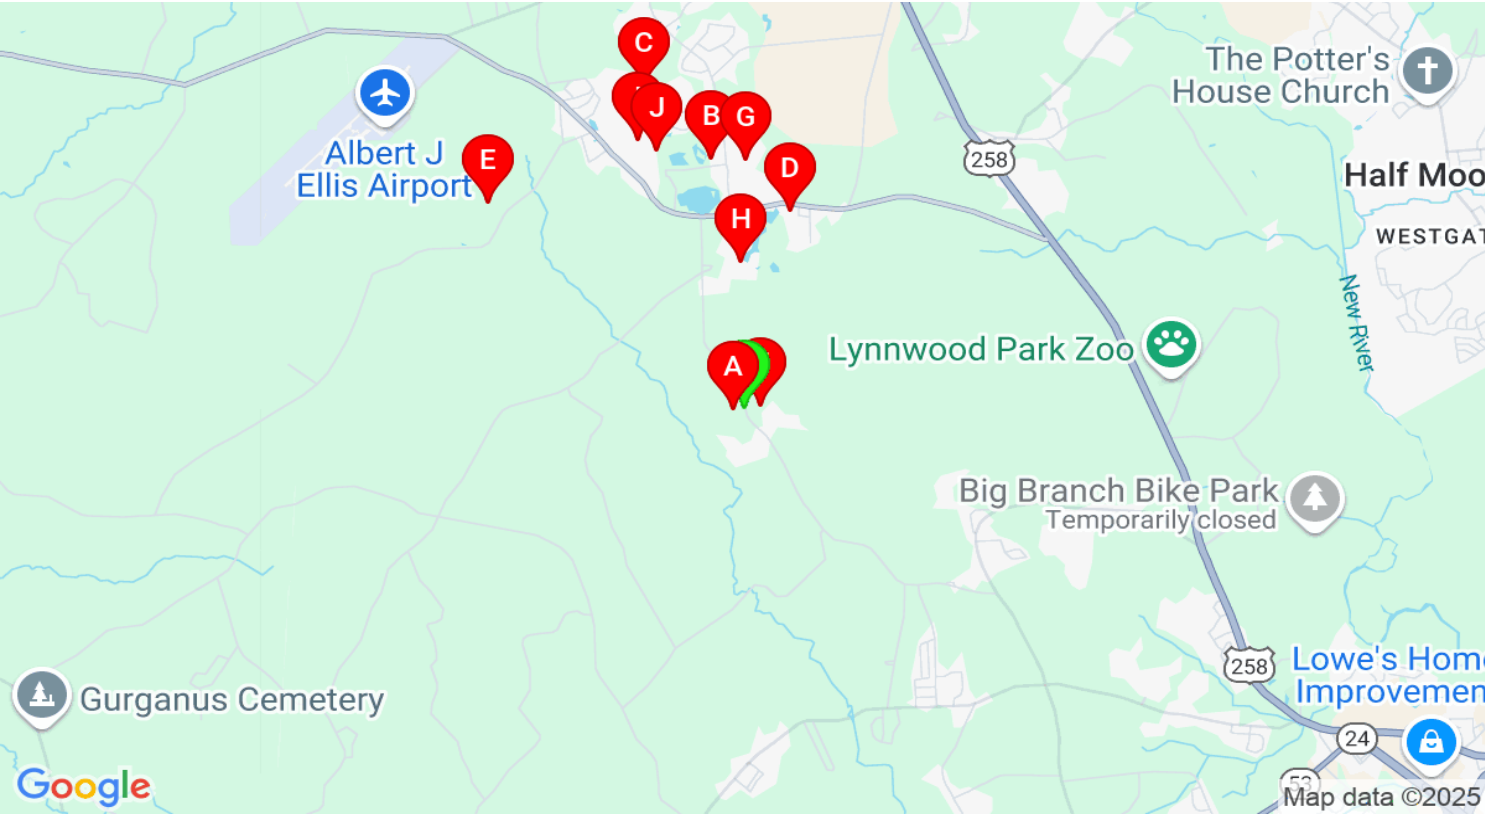 C
J
B
G
The Potter's
House Church
258
Albert J
Ellis Airport
E
D
H
Half Moo
WESTGAT
New River
A
Lynnwood Park Zoo
Big Branch Bike Park
Temporarily closed
258
Lowe's Hom
Improvemen
Gurganus Cemetery
24
53
Google
Map data ©2025